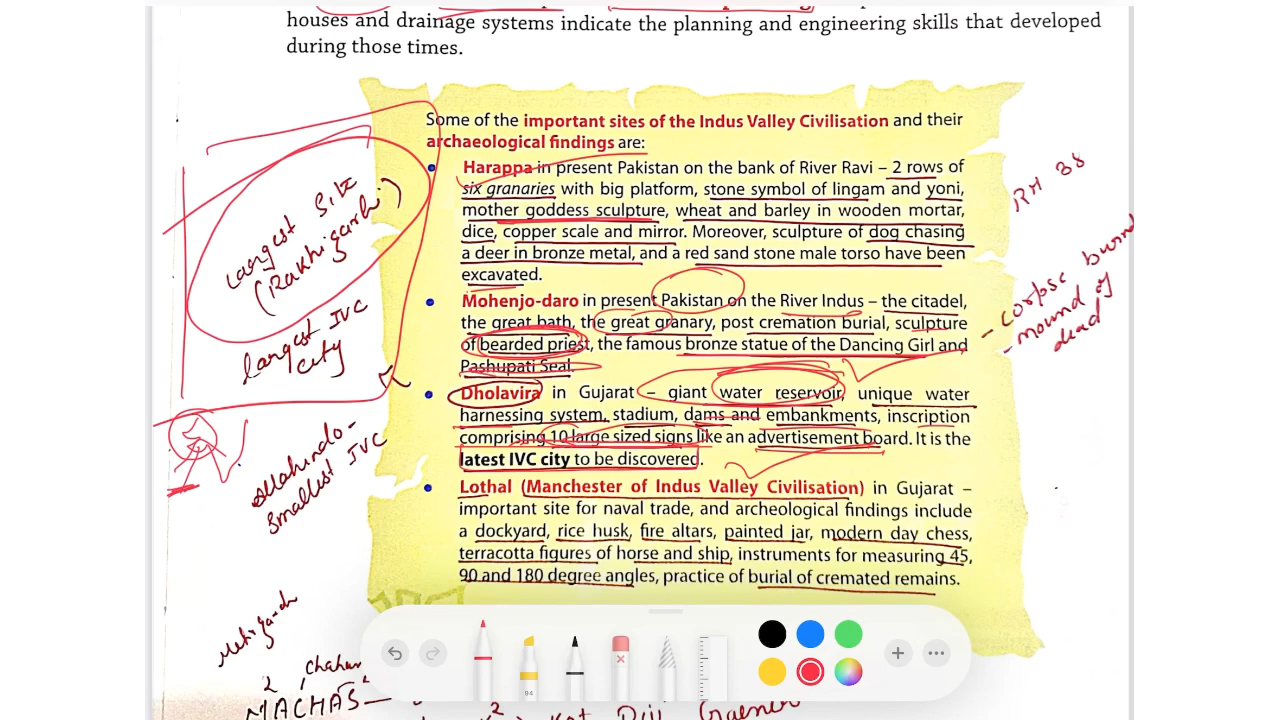 houses and drainage systems indicate the planning and engineering skills that developed
during those times.
Some of the important sites of the Indus Valley Civilisation and their
archaeological findings are:
• Harappa in present Pakistan on the bank of River Ravi – 2 rows of
six granaries with big platform, stone symbol of lingam and yoni,
mother goddess sculpture, wheat and barley in wooden mortar,
dice, copper scale and mirror. Moreover, sculpture of dog chasing
a deer in bronze metal, and a red sand stone male torso have been
excavated.
• Mohenjo-daro in present Pakistan on the River Indus – the citadel,
the great bath, the great granary, post cremation burial, sculpture
of bearded priest, the famous bronze statue of the Dancing Girl and
Pashupati Seal.
• Dholavira in Gujarat – giant water reservoir, unique water
harnessing system, stadium, dams and embankments, inscription
comprising 10 large sized signs like an advertisement board. It is the
latest IVC city to be discovered.
• Lothal (Manchester of Indus Valley Civilisation) in Gujarat –
important site for naval trade, and archeological findings include
a dockyard, rice husk, fire altars, painted jar, modern day chess,
terracotta figures of horse and ship, instruments for measuring 45,
90 and 180 degree angles, practice of burial of cremated remains.
Largest Site
(Rakhigarhi)
largest IVC
city
Allahindo-
Smallest IVC
RH 38
- corpse burn
- mound of
dead
2
MACHAS
2
Kot Diji
94